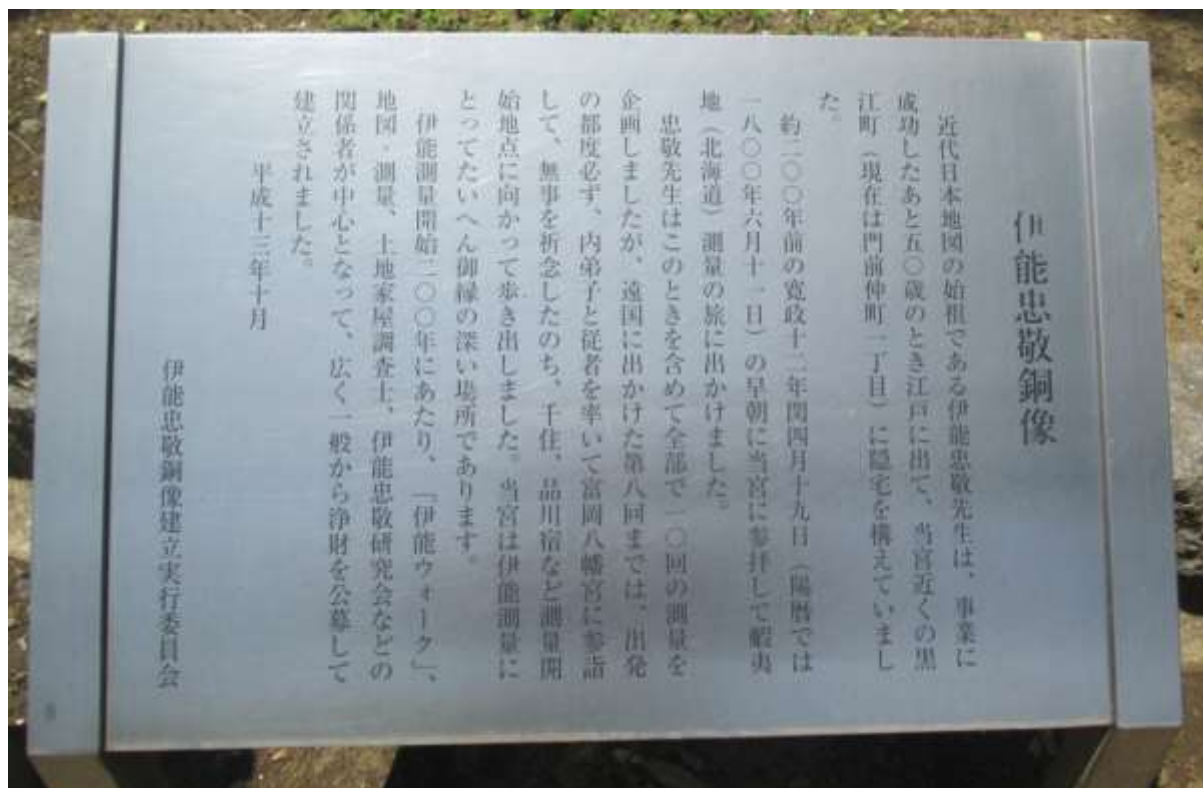 伊能忠敬銅像
近代日本地図の始祖である伊能忠敬先生は、事業に
成功したあと五〇歳のとき江戸に出て、当宮近くの黒
江町（現在は門前仲町一丁目）に隠宅を構えていまし
た。
約二〇〇年前の寛政十二年閏四月十九日（陽暦では
一八〇〇年六月十一日）の早朝に当宮に参拝して蝦夷
地（北海道）測量の旅に出かけました。
忠敬先生はこのときを含めて全部で一〇回の測量を
企画しましたが、遠国に出かけた第八回までは、出発
の都度必ず、内弟子と従者を率いて富岡八幡宮に参詣
して、無事を祈念したのち、千住、品川宿など測量開
始地点に向かって歩き出しました。当宮は伊能測量に
とってたいへん御縁の深い場所であります。
伊能測量開始二〇〇年にあたり、「伊能ウォーク」、
地図・測量、土地家屋調査士、伊能忠敬研究会などの
関係者が中心となって、広く一般から浄財を公募して
建立されました。
平成十三年十月
伊能忠敬銅像建立実行委員会